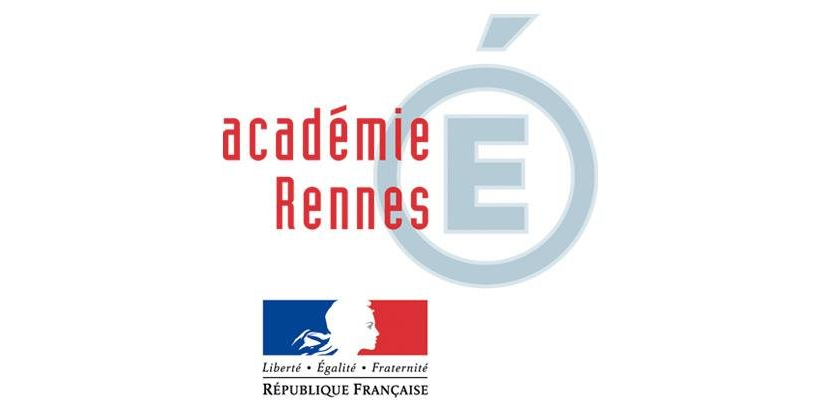 académie
Rennes
É
Liberté • Égalité • Fraternité
RÉPUBLIQUE FRANÇAISE